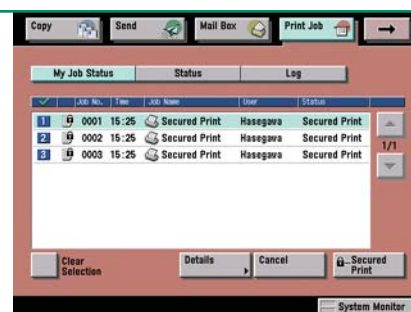 Copy Send Mail Box Print Job
My Job Status Status Log
Job No. Time Job Name User Status
1 0001 15:25 Secured Print Hasegawa Secured Print
2 0002 15:25 Secured Print Hasegawa Secured Print
3 0003 15:25 Secured Print Hasegawa Secured Print
1/1
Clear Selection Details Cancel Secured Print
System Monitor